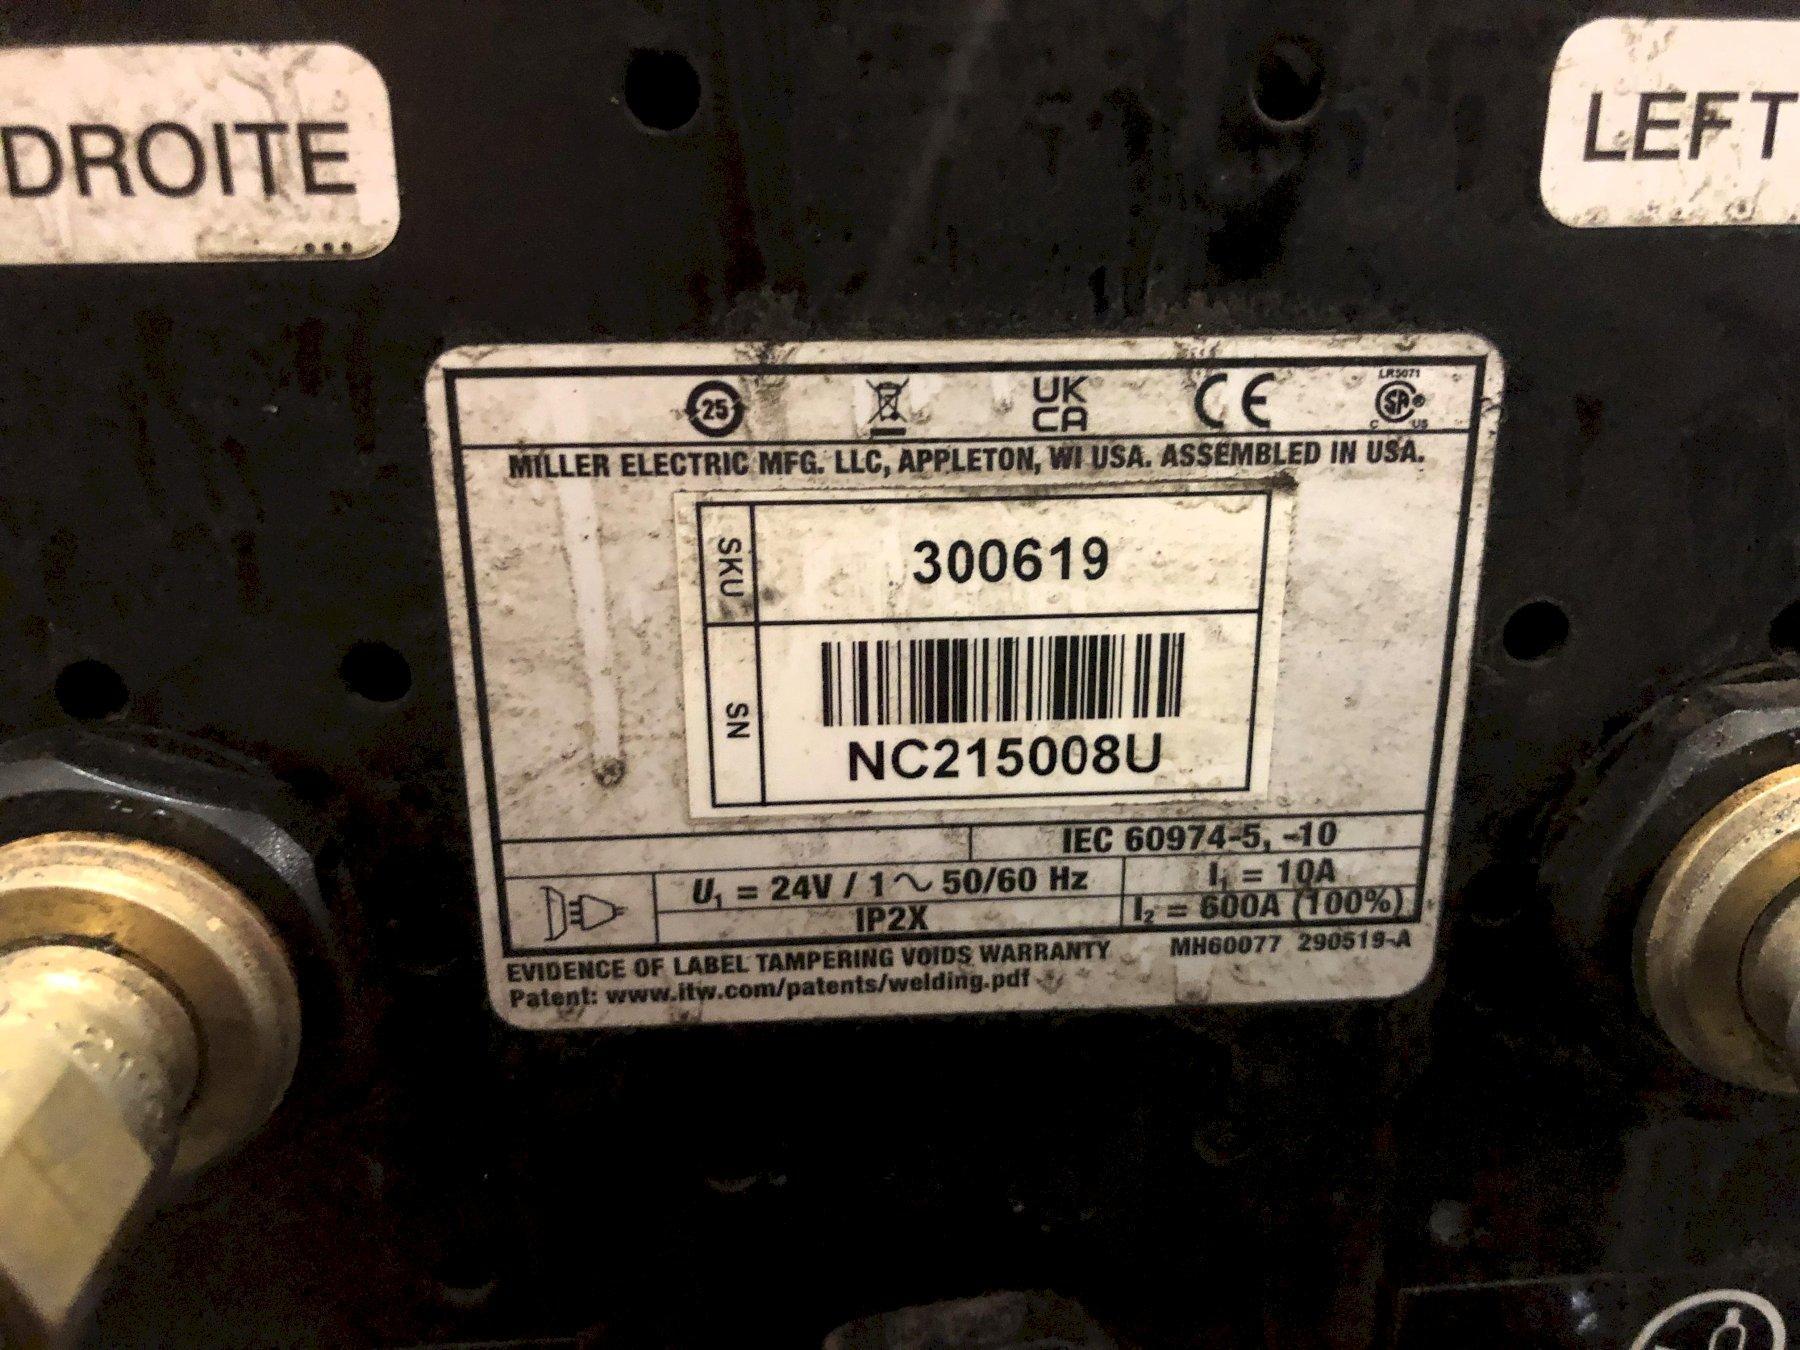 DROITE
LEFT
25
UK
CA
CE
LR5071
SA
C US
MILLER ELECTRIC MFG. LLC, APPLETON, WI USA. ASSEMBLED IN USA.
SKU
300619
SN
NC215008U
IEC 60974-5, -10
U₁ = 24V / 1 ~ 50/60 Hz
I₁ = 10A
IP2X
I₂ = 600A (100%)
EVIDENCE OF LABEL TAMPERING VOIDS WARRANTY
MH60077 290519-A
Patent: www.itw.com/patents/welding.pdf